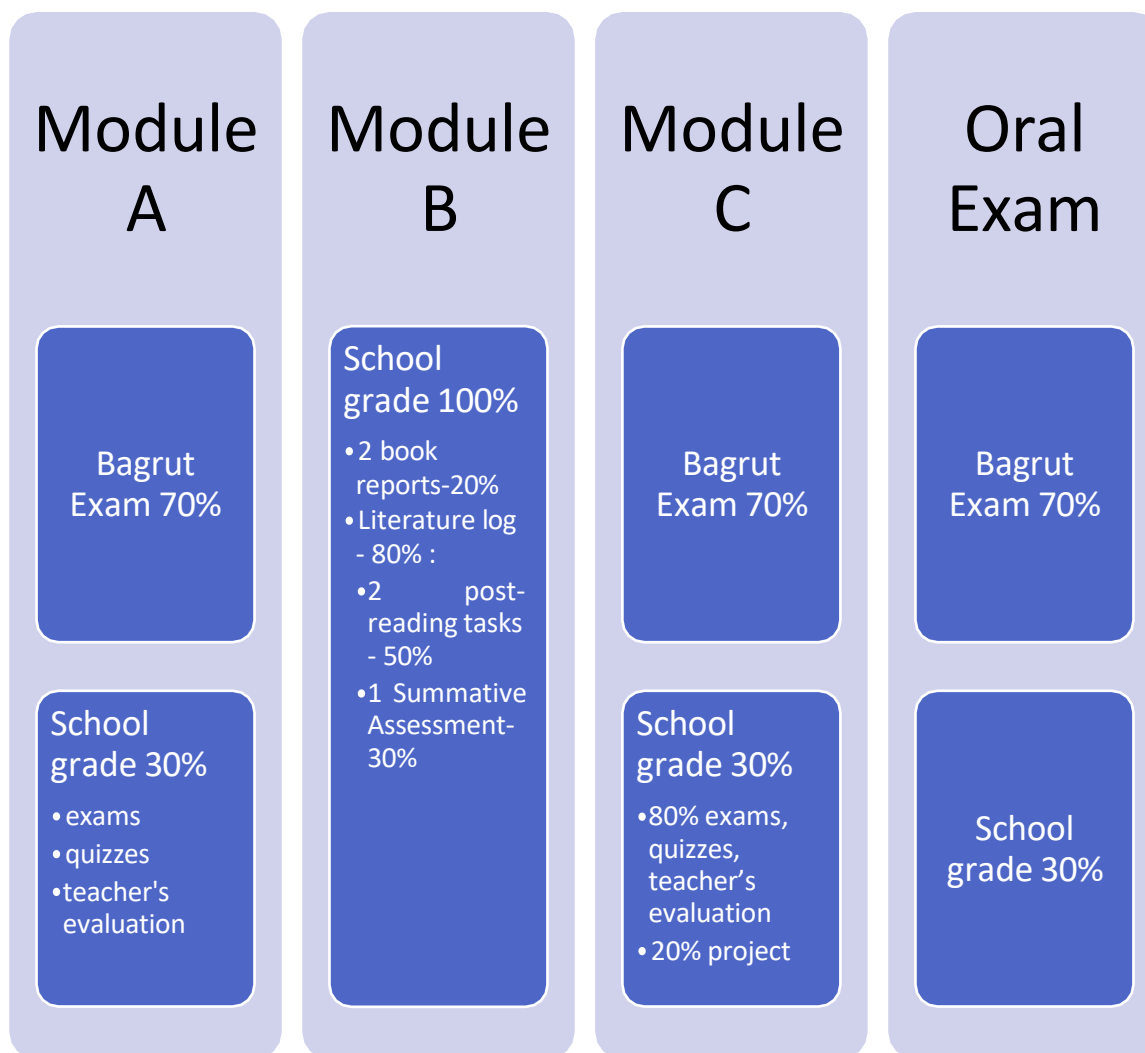 Module
A
Bagrut
Exam 70%
School
grade 30%
•exams
•quizzes
•teacher's
evaluation
Module
B
School
grade 100%
•2 book
reports-20%
•Literature log
- 80% :
•2 post-
reading tasks
- 50%
•1 Summative
Assessment-
30%
Module
C
Bagrut
Exam 70%
School
grade 30%
•80% exams,
quizzes,
teacher’s
evaluation
•20% project
Oral
Exam
Bagrut
Exam 70%
School
grade 30%